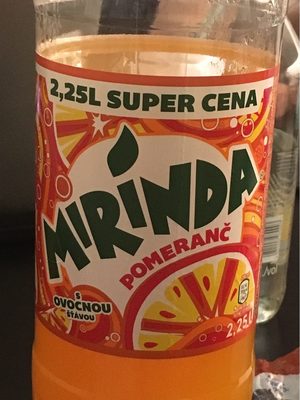 2,25L SUPER CENA
MIRINDA
POMERANČ
S
OVOCNOU
ŠŤÁVOU
2,25L